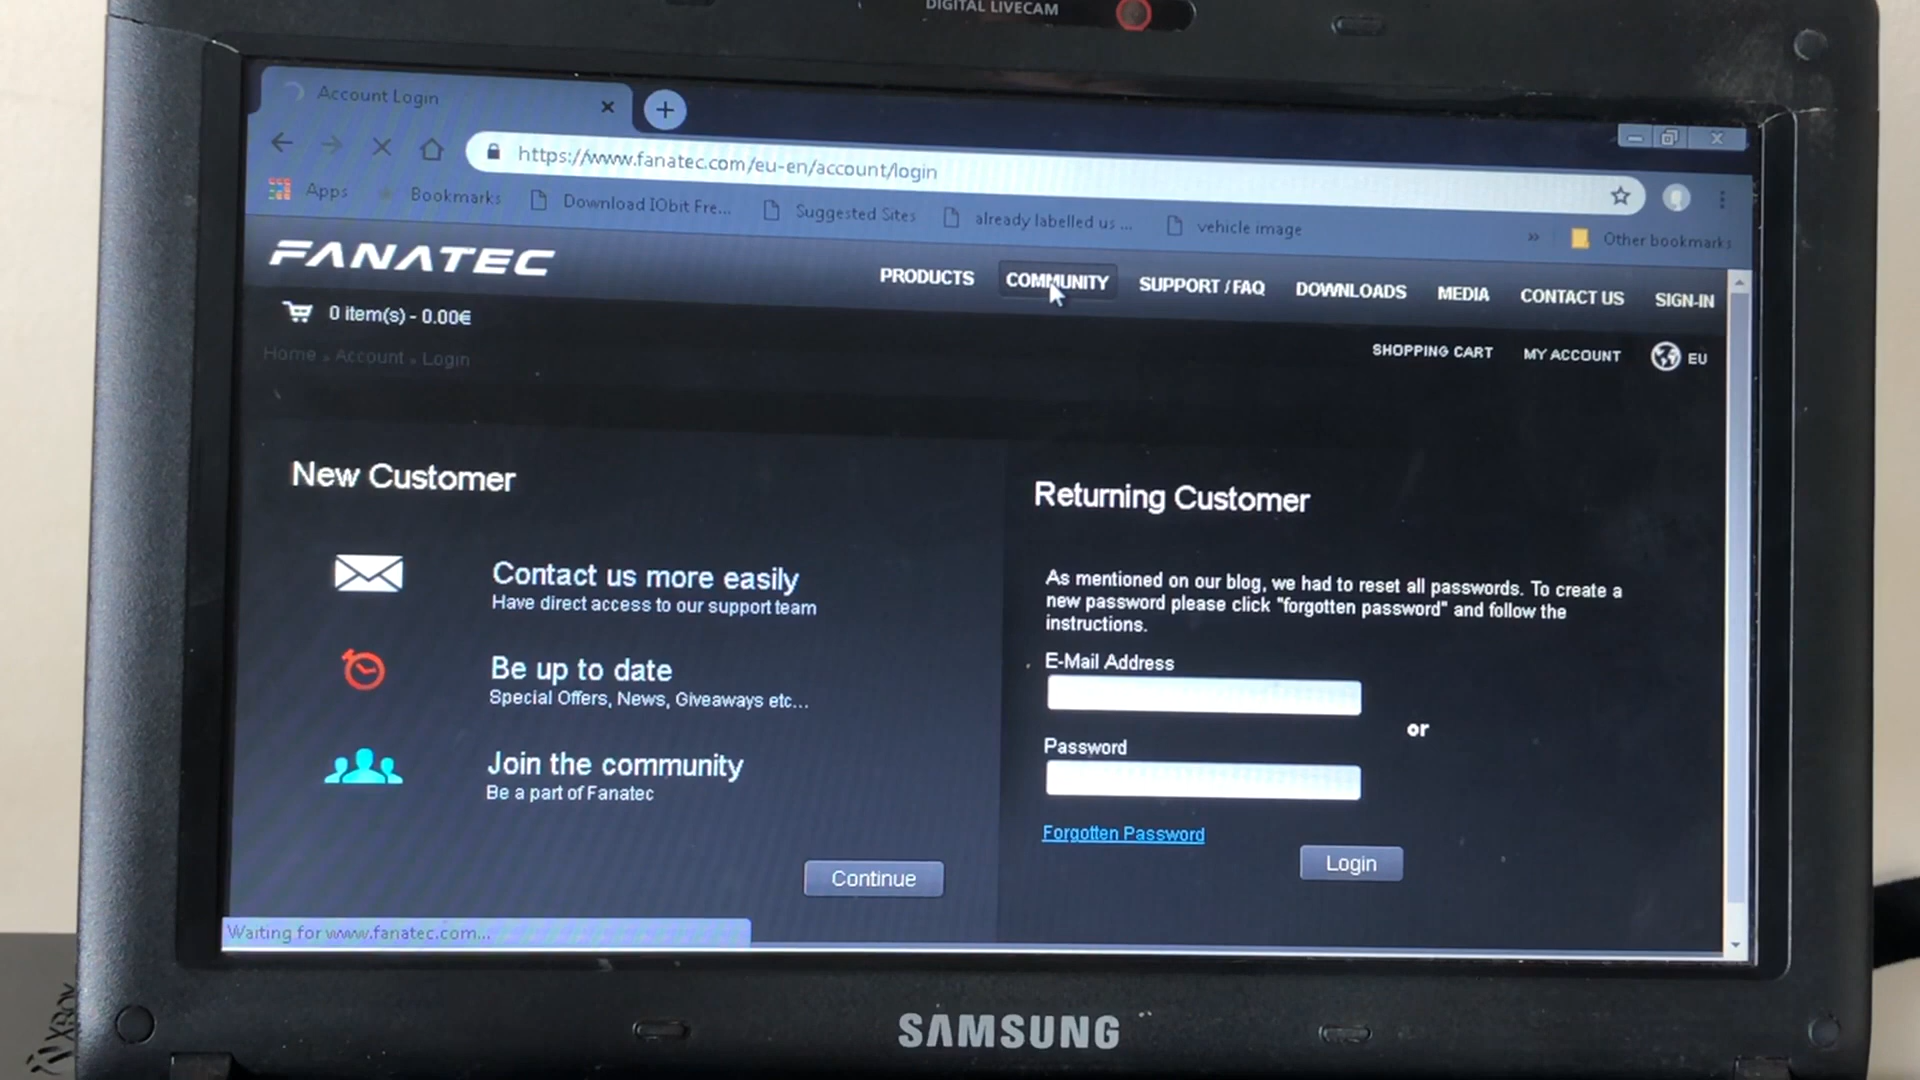 DIGITAL LIVECAM
Account Login
https://www.fanatec.com/eu-en/account/login
Apps
Bookmarks
Download IObit Fre...
Suggested Sites
already labelled us ...
vehicle image
»
Other bookmarks
FANATEC
PRODUCTS
COMMUNITY
SUPPORT / FAQ
DOWNLOADS
MEDIA
CONTACT US
SIGN-IN
0 item(s) - 0.00€
SHOPPING CART
MY ACCOUNT
EU
Home » Account » Login
New Customer
Contact us more easily
Have direct access to our support team
Be up to date
Special Offers, News, Giveaways etc...
Join the community
Be a part of Fanatec
Continue
Returning Customer
As mentioned on our blog, we had to reset all passwords. To create a
new password please click "forgotten password" and follow the
instructions.
E-Mail Address
or
Password
Forgotten Password
Login
Waiting for www.fanatec.com...
SAMSUNG
XBOX